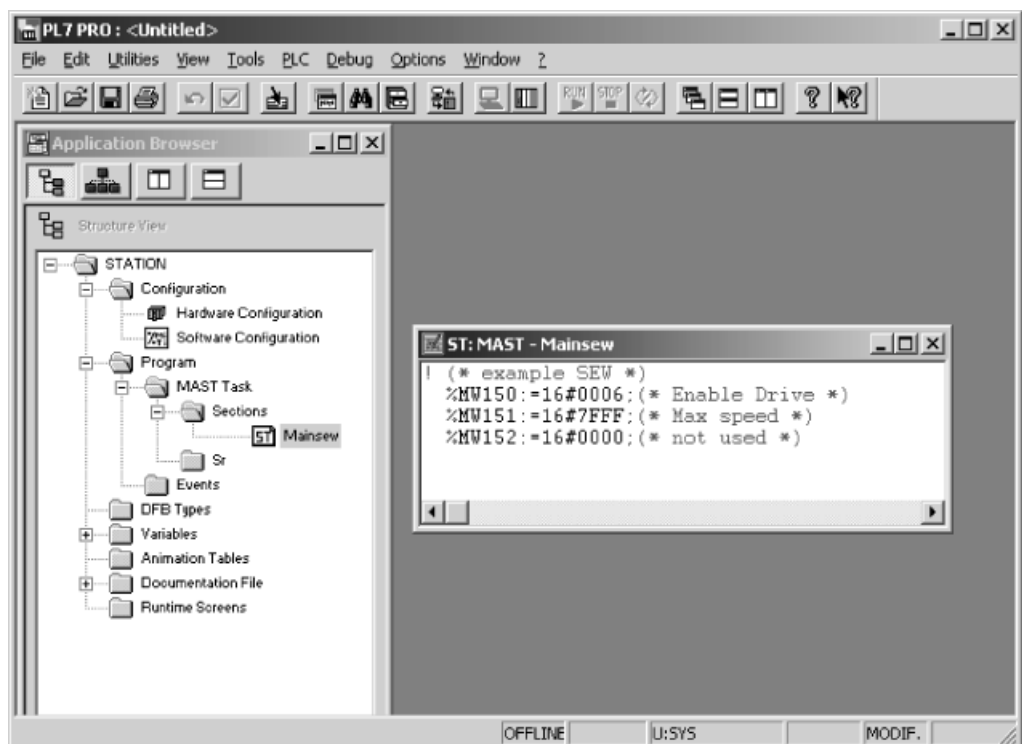 PL7 PRO : <Untitled>
File Edit Utilities View Tools PLC Debug Options Window ?
RUN STOP
Application Browser
Structure View
STATION
Configuration
Hardware Configuration
Software Configuration
Program
MAST Task
Sections
ST Mainsew
Sr
Events
DFB Types
Variables
Animation Tables
Documentation File
Runtime Screens
ST: MAST - Mainsew
! (* example SEW *)
%MW150:=16#0006;(* Enable Drive *)
%MW151:=16#7FFF;(* Max speed *)
%MW152:=16#0000;(* not used *)
OFFLINE U:SYS MODIF.